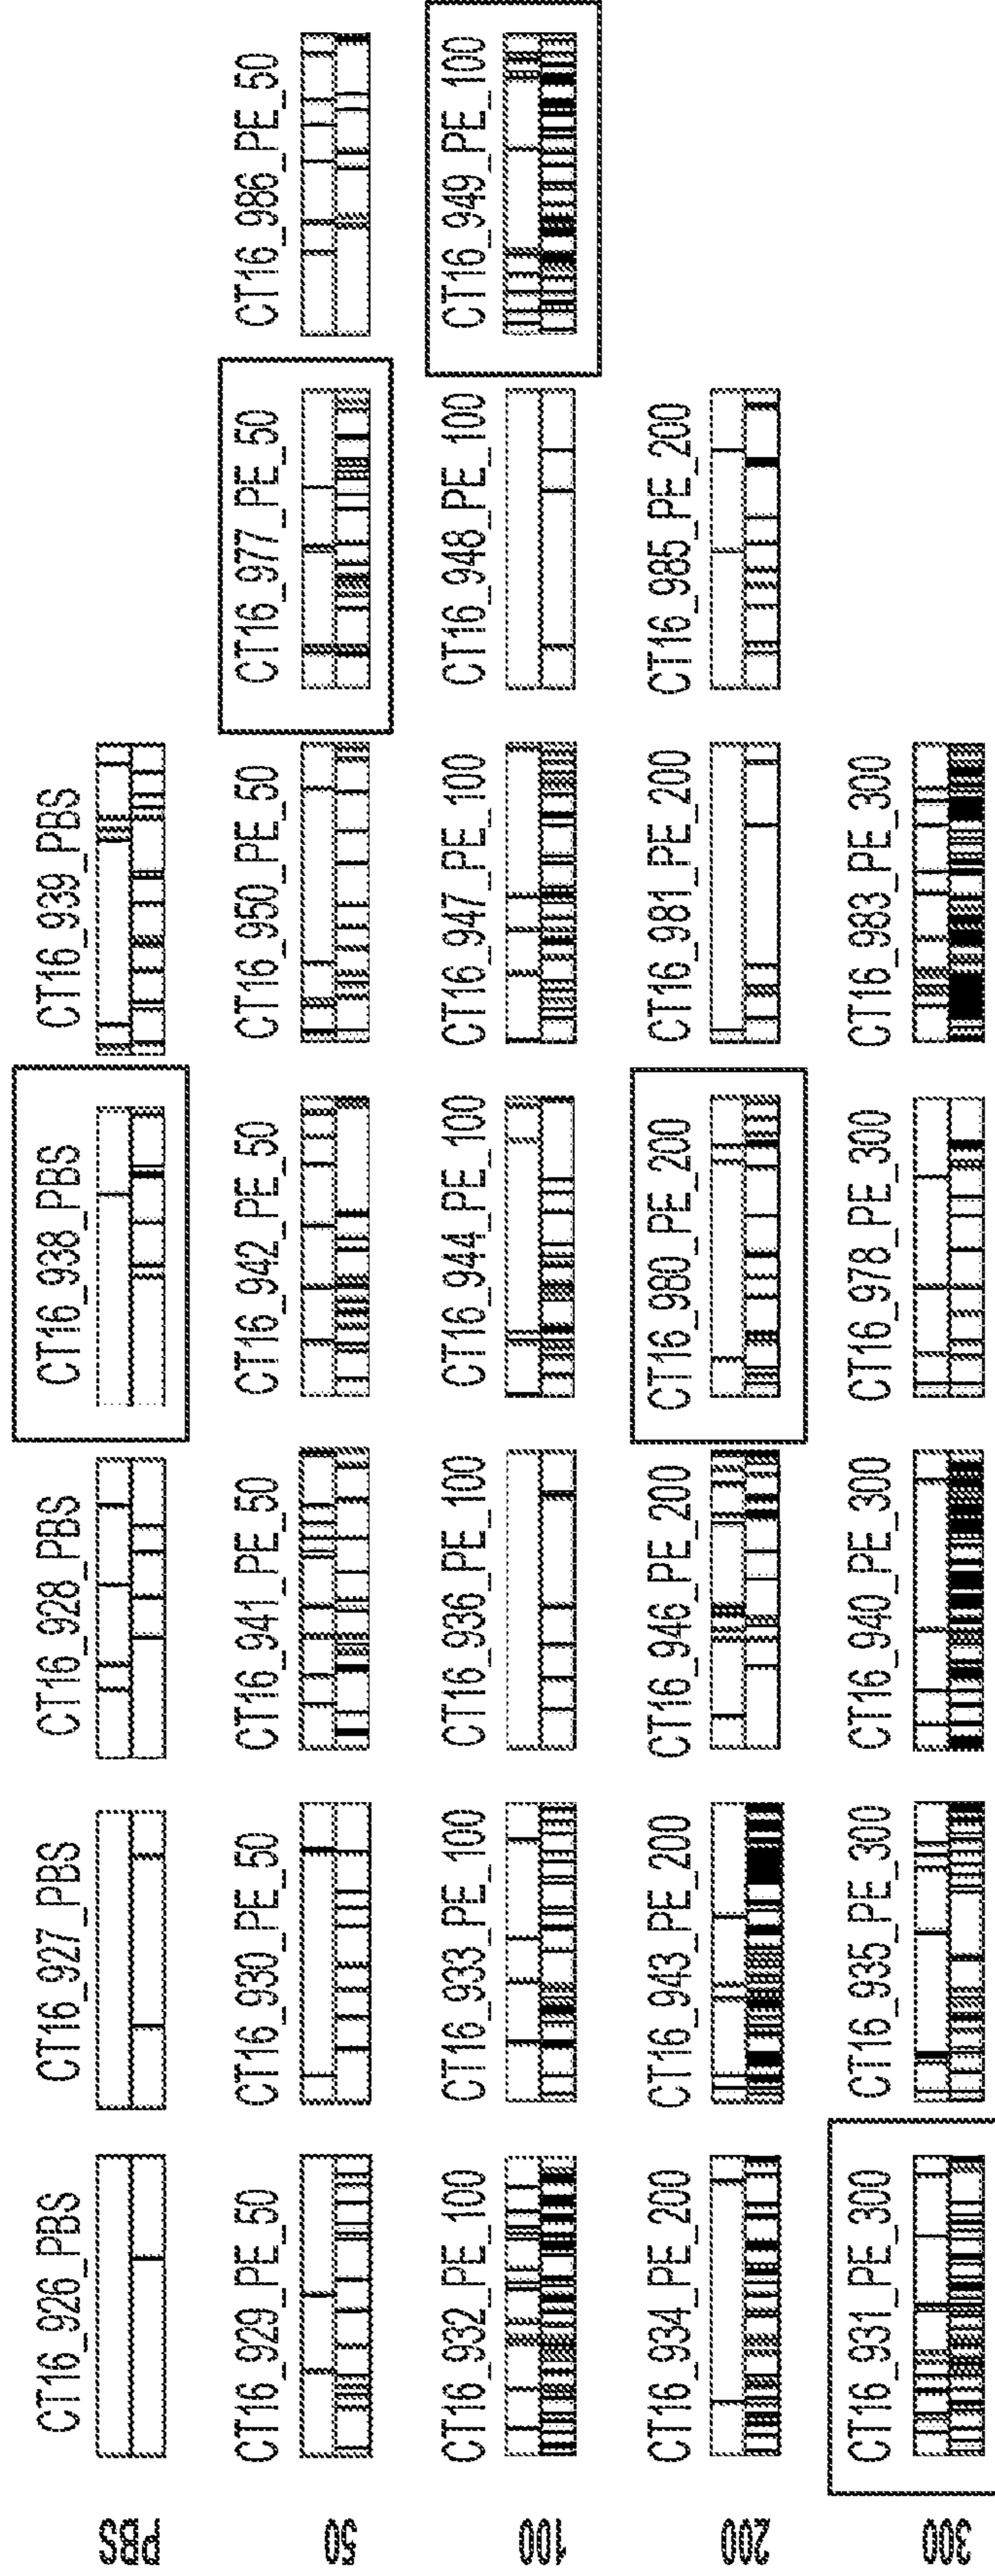 PBS
CT16_926_PBS
CT16_927_PBS
CT16_928_PBS
CT16_938_PBS
CT16_939_PBS
50
CT16_929_PE_50
CT16_930_PE_50
CT16_941_PE_50
CT16_942_PE_50
CT16_950_PE_50
CT16_977_PE_50
CT16_986_PE_50
100
CT16_932_PE_100
CT16_933_PE_100
CT16_936_PE_100
CT16_944_PE_100
CT16_947_PE_100
CT16_948_PE_100
CT16_949_PE_100
200
CT16_934_PE_200
CT16_943_PE_200
CT16_946_PE_200
CT16_980_PE_200
CT16_981_PE_200
CT16_985_PE_200
300
CT16_931_PE_300
CT16_935_PE_300
CT16_940_PE_300
CT16_978_PE_300
CT16_983_PE_300